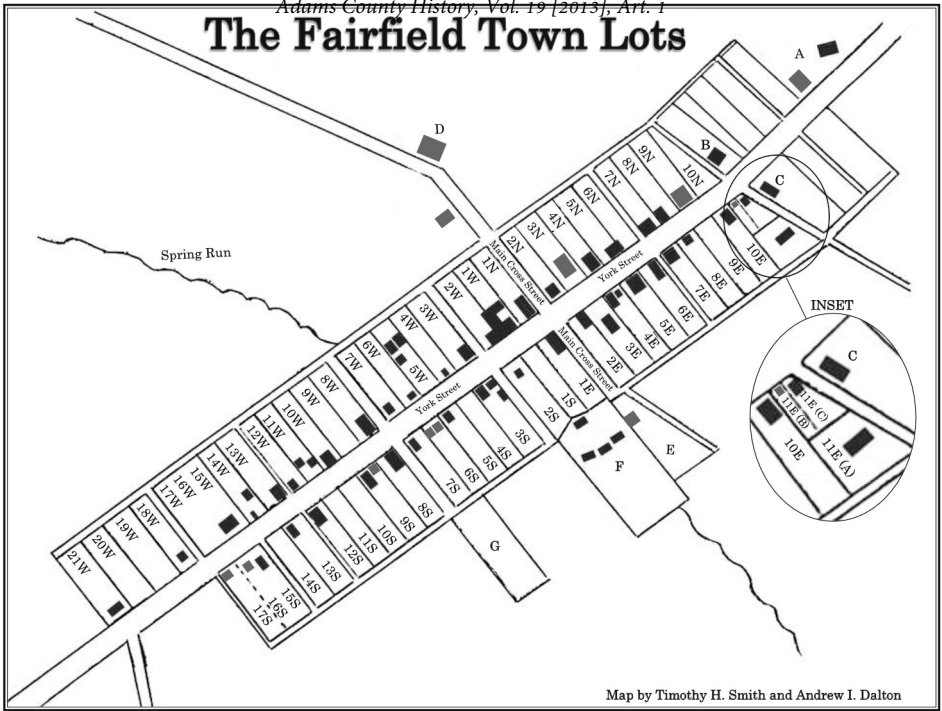 Adams County History, Vol. 19 [2013], Art. 1
The Fairfield Town Lots
A
D
B
C
9N
10N
8N
7N
6N
5N
4N
3N
2N
Main Cross Street
1N
1W
2W
3W
4W
5W
6W
7W
8W
9W
10W
11W
12W
13W
14W
15W
16W
17W
18W
19W
20W
21W
Spring Run
York Street
York Street
10E
9E
8E
7E
6E
5E
4E
3E
2E
Main Cross Street
1E
1S
2S
3S
4S
5S
6S
7S
8S
9S
10S
11S
12S
13S
14S
15S
16S
17S
E
F
G
INSET
C
11E (C)
11E (B)
11E (A)
10E
Map by Timothy H. Smith and Andrew I. Dalton